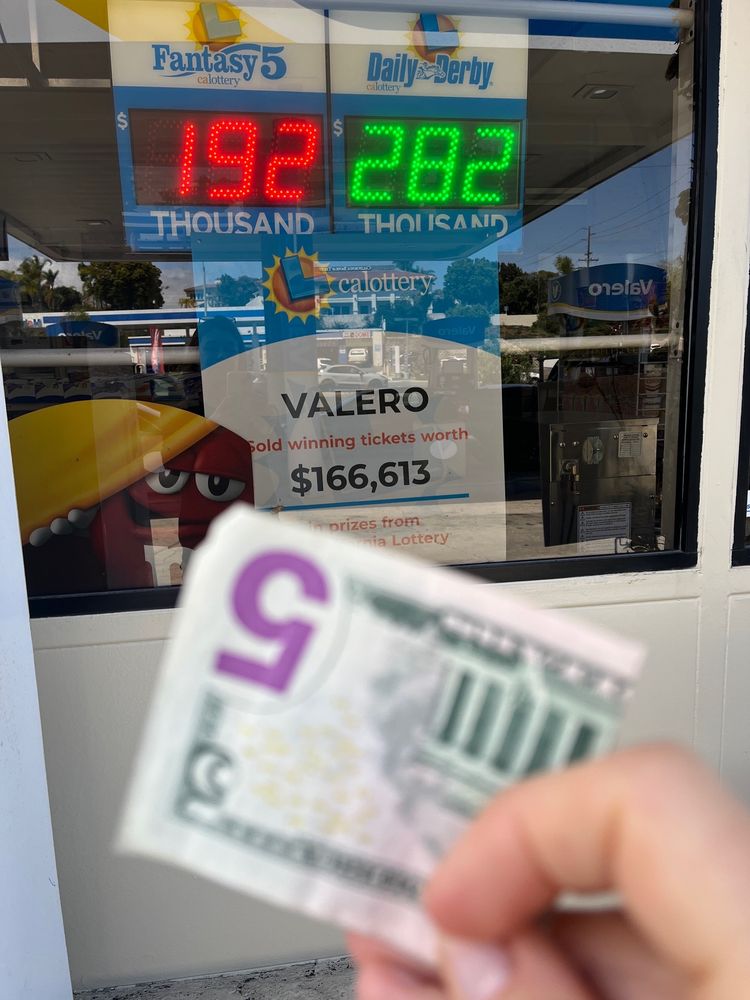 Fantasy 5
calottery
$ 192
THOUSAND
Daily Derby
calottery
$ 282
THOUSAND
calottery
VALERO
Sold winning tickets worth
$166,613
in prizes from
Lottery
Valero
5